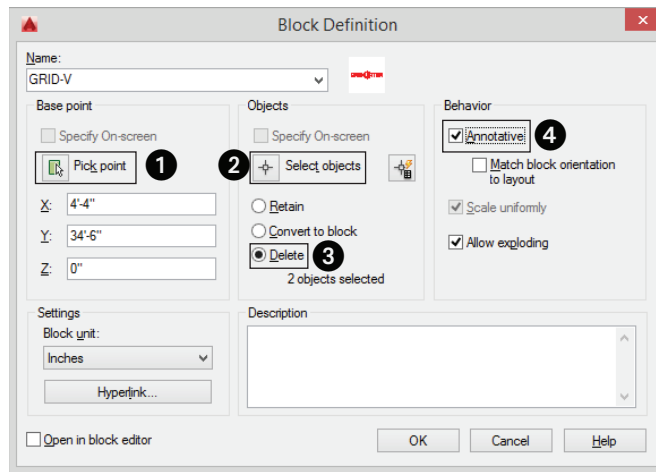 Block Definition
Name:
GRID-V
Base point
Specify On-screen
Pick point
1
X: 4'-4"
Y: 34'-6"
Z: 0"
Objects
Specify On-screen
2
Select objects
Retain
Convert to block
Delete
3
2 objects selected
Behavior
Annotative
4
Match block orientation
to layout
Scale uniformly
Allow exploding
Settings
Block unit:
Inches
Hyperlink...
Description
Open in block editor
OK
Cancel
Help